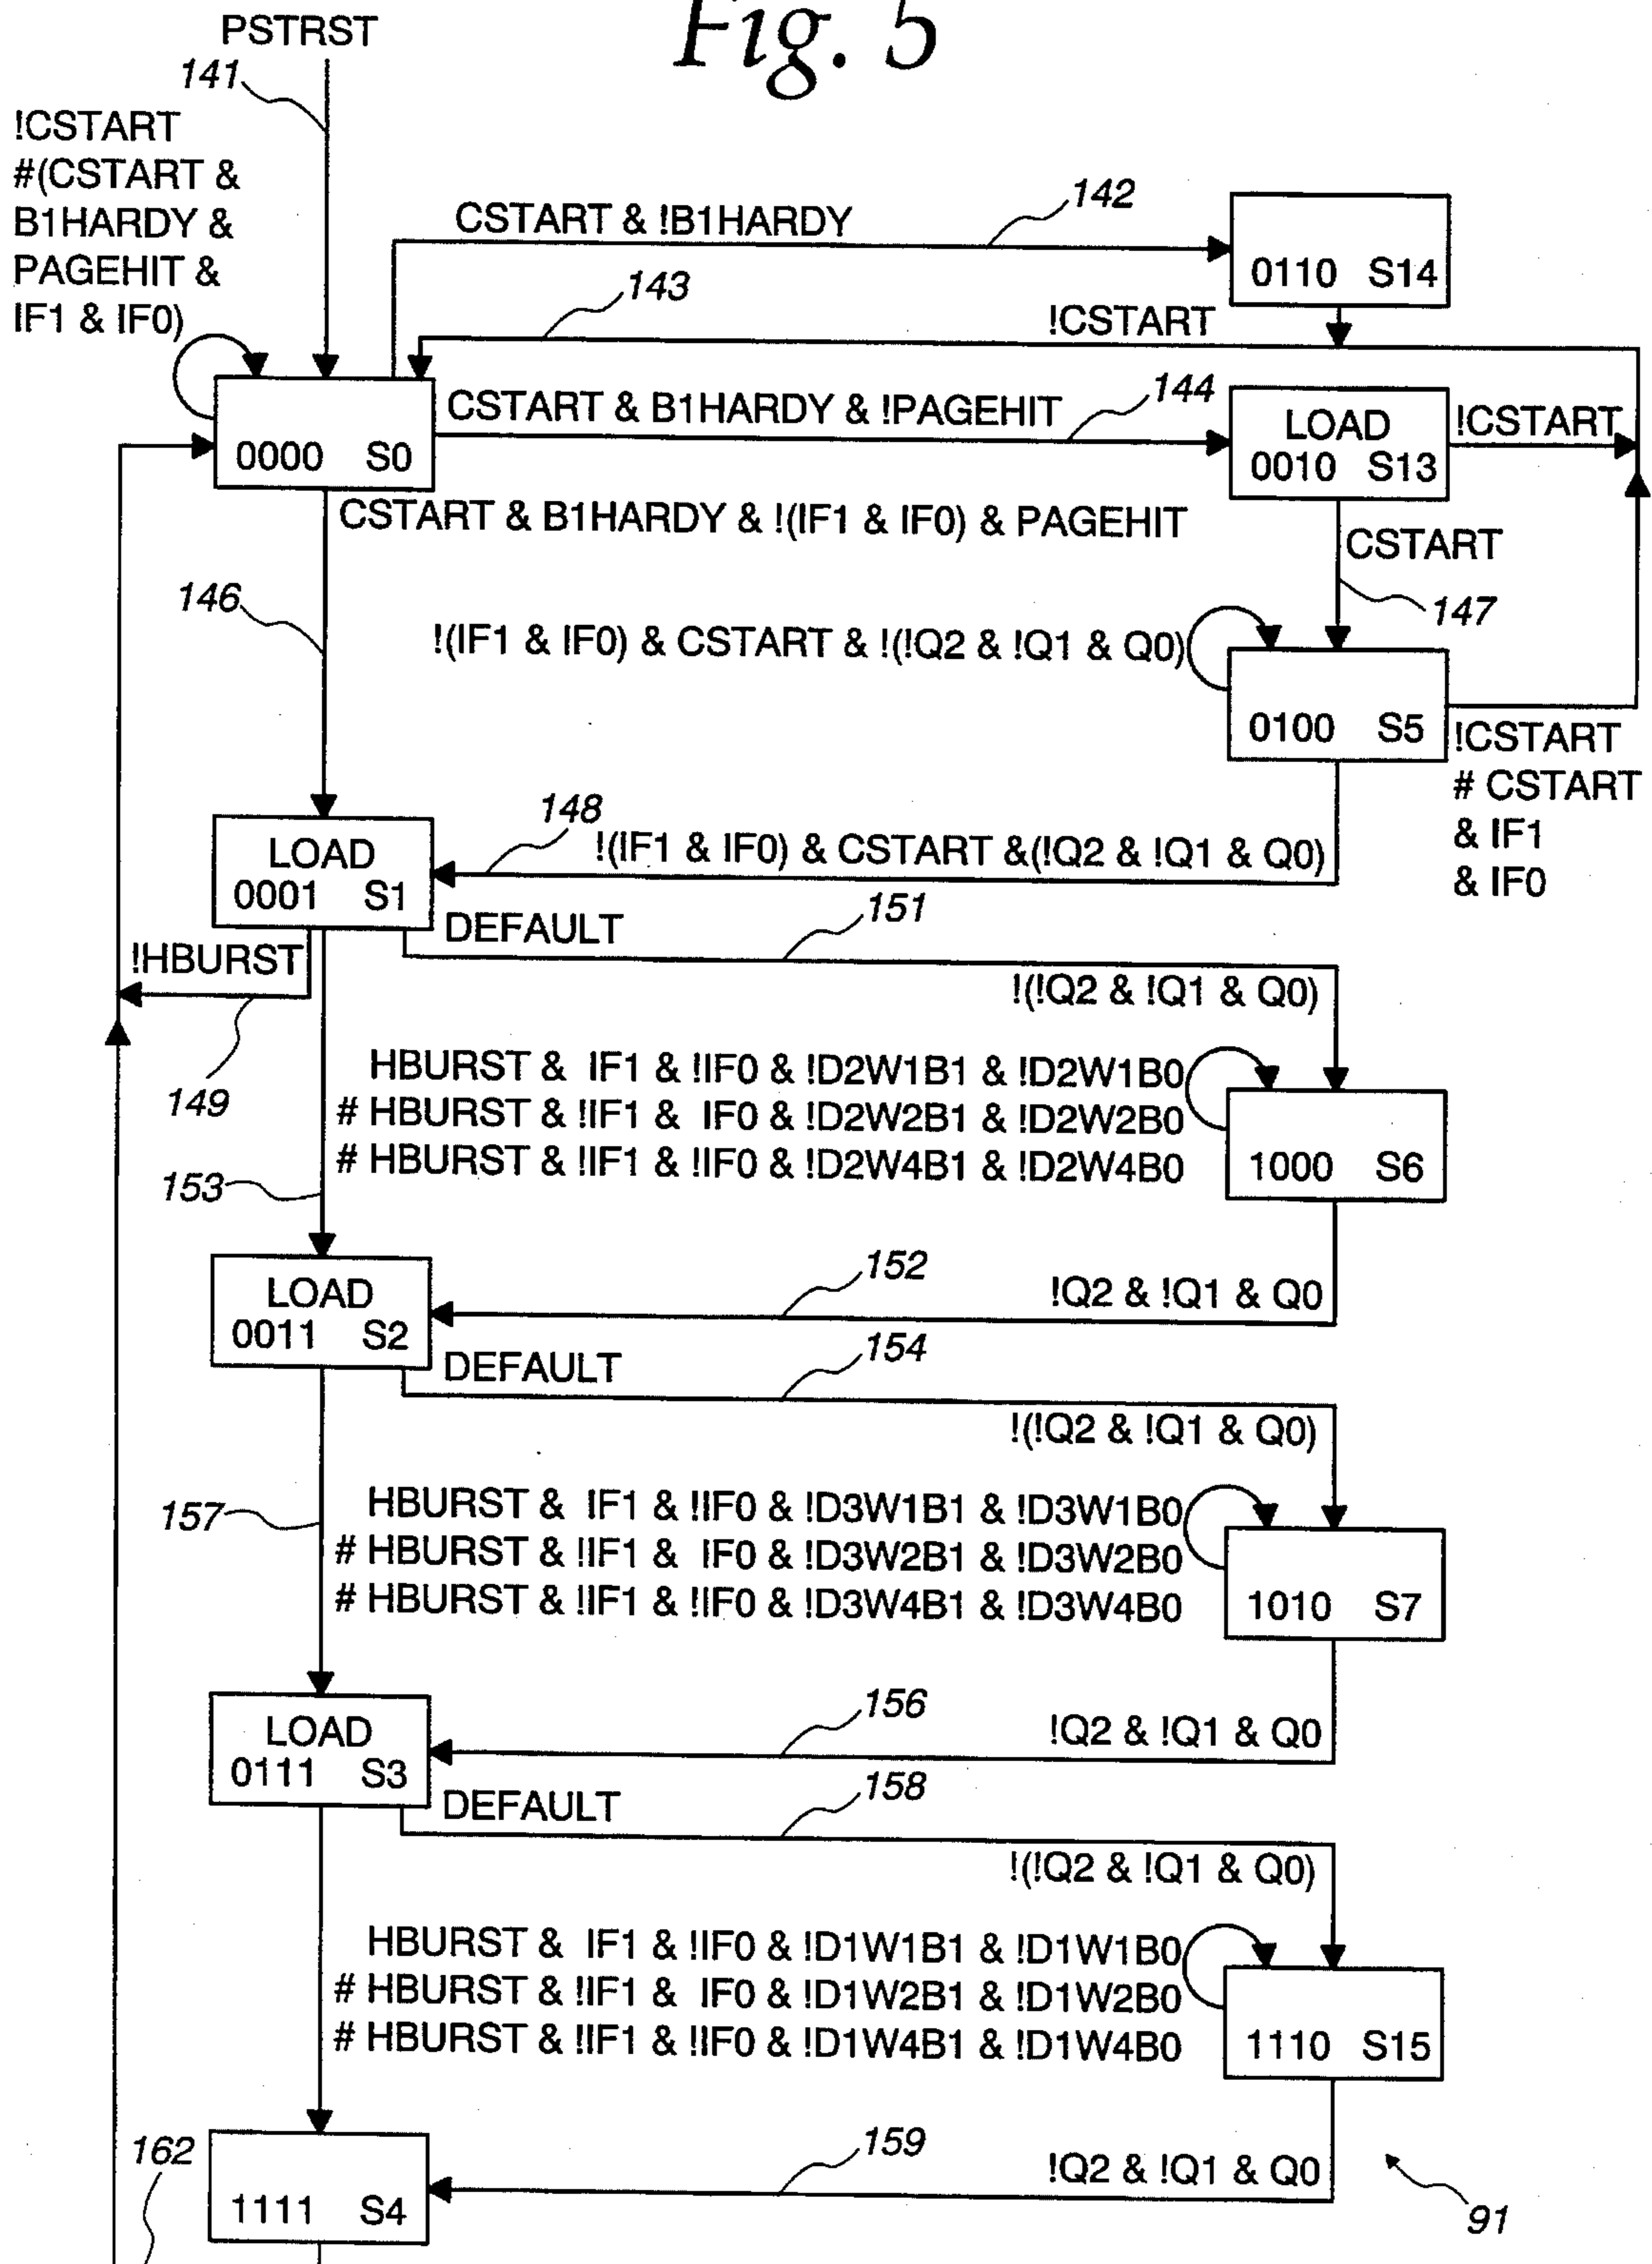 Fig. 5
PSTRST
141
!CSTART
#(CSTART &
B1HARDY &
PAGEHIT &
IF1 & IF0)
CSTART & !B1HARDY
142
0110 S14
143
!CSTART
0000 S0
CSTART & B1HARDY & !PAGEHIT
144
LOAD
0010 S13
!CSTART
CSTART & B1HARDY & !(IF1 & IF0) & PAGEHIT
CSTART
146
147
!(IF1 & IF0) & CSTART & !(!Q2 & !Q1 & Q0)
0100 S5
!CSTART
# CSTART
& IF1
& IF0
148
!(IF1 & IF0) & CSTART &(!Q2 & !Q1 & Q0)
LOAD
0001 S1
DEFAULT
151
!HBURST
!(!Q2 & !Q1 & Q0)
149
HBURST & IF1 & !IF0 & !D2W1B1 & !D2W1B0
# HBURST & !IF1 & IF0 & !D2W2B1 & !D2W2B0
# HBURST & !IF1 & !IF0 & !D2W4B1 & !D2W4B0
1000 S6
153
152
!Q2 & !Q1 & Q0
LOAD
0011 S2
DEFAULT
154
!(!Q2 & !Q1 & Q0)
157
HBURST & IF1 & !IF0 & !D3W1B1 & !D3W1B0
# HBURST & !IF1 & IF0 & !D3W2B1 & !D3W2B0
# HBURST & !IF1 & !IF0 & !D3W4B1 & !D3W4B0
1010 S7
156
!Q2 & !Q1 & Q0
LOAD
0111 S3
DEFAULT
158
!(!Q2 & !Q1 & Q0)
HBURST & IF1 & !IF0 & !D1W1B1 & !D1W1B0
# HBURST & !IF1 & IF0 & !D1W2B1 & !D1W2B0
# HBURST & !IF1 & !IF0 & !D1W4B1 & !D1W4B0
1110 S15
162
159
!Q2 & !Q1 & Q0
1111 S4
91